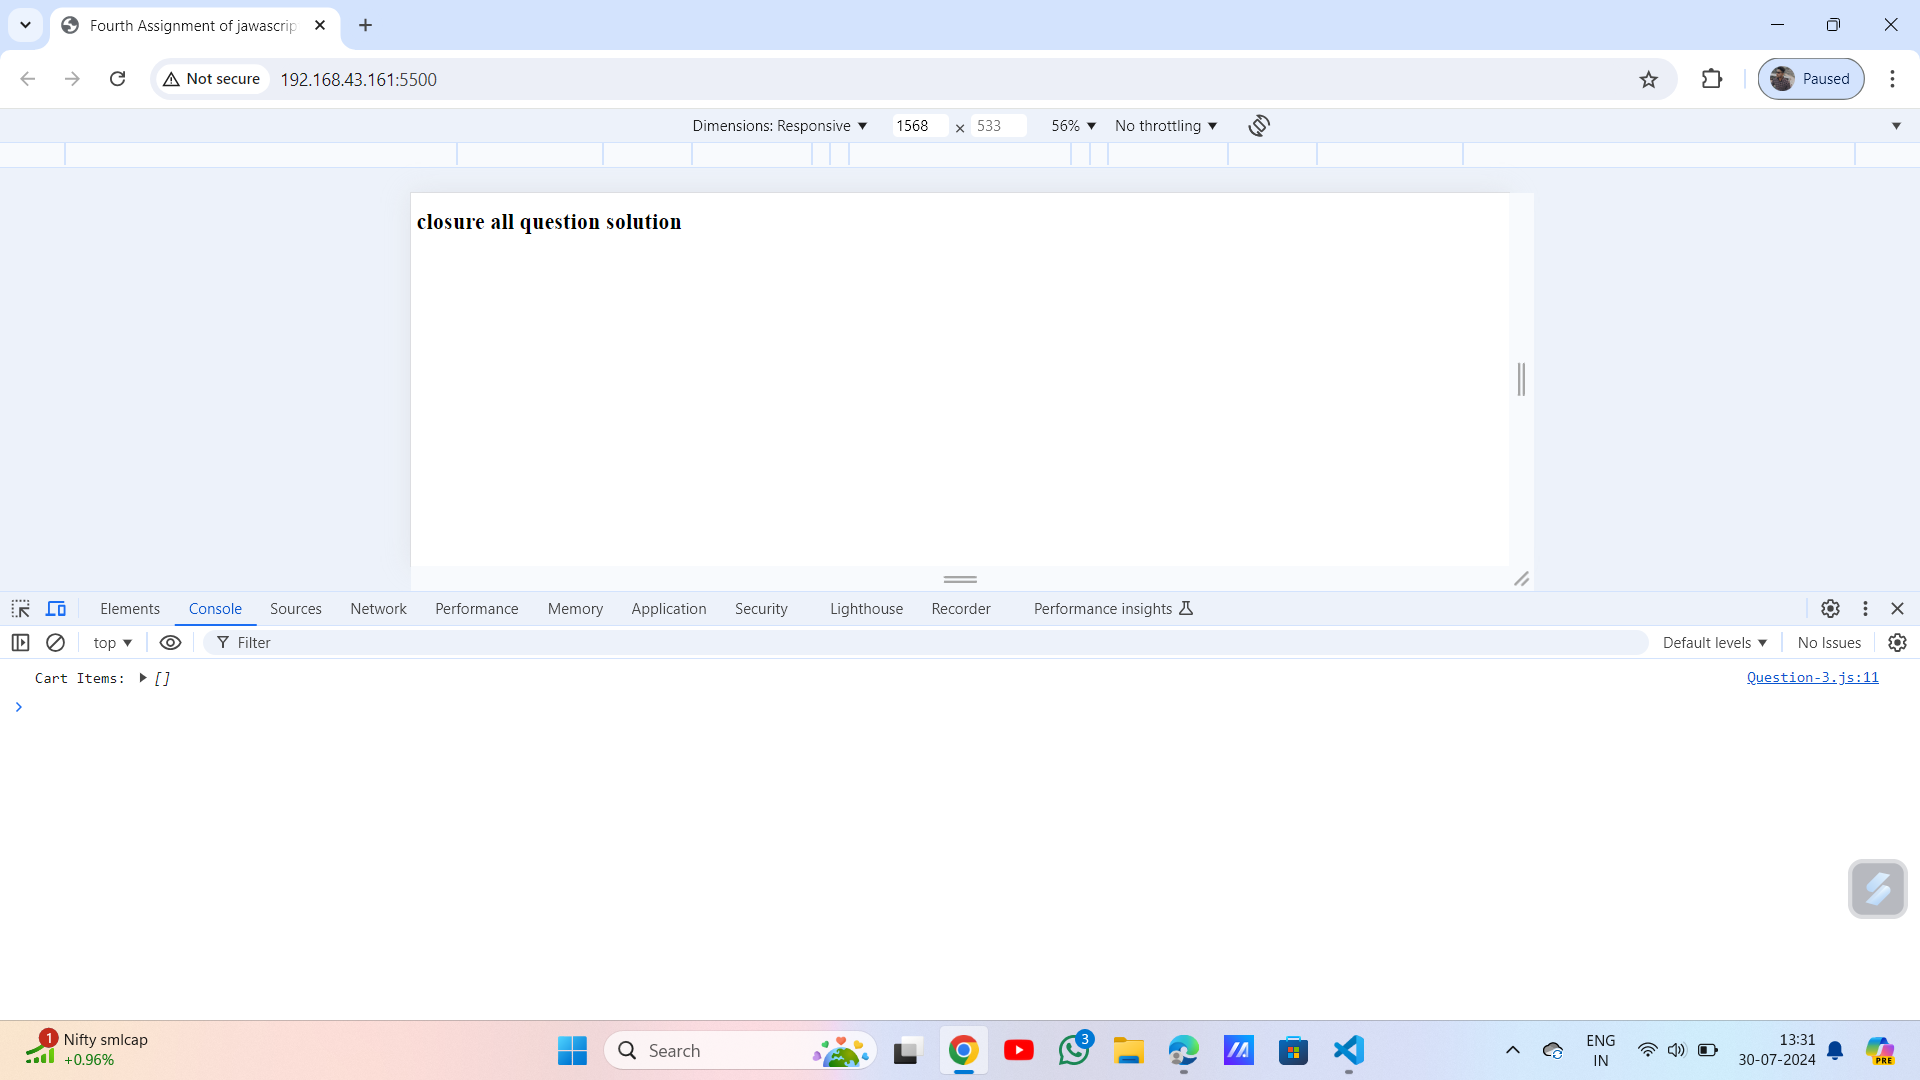 Fourth Assignment of jawascrip
Not secure
192.168.43.161:5500
Paused
Dimensions: Responsive 1568 × 533 56% No throttling
closure all question solution
Elements Console Sources Network Performance Memory Application Security Lighthouse Recorder Performance insights
top Filter Default levels No Issues
Cart Items: [] Question-3.js:11
1 Nifty smlcap
+0.96%
Search
3
ENG
IN
13:31
30-07-2024
PRE